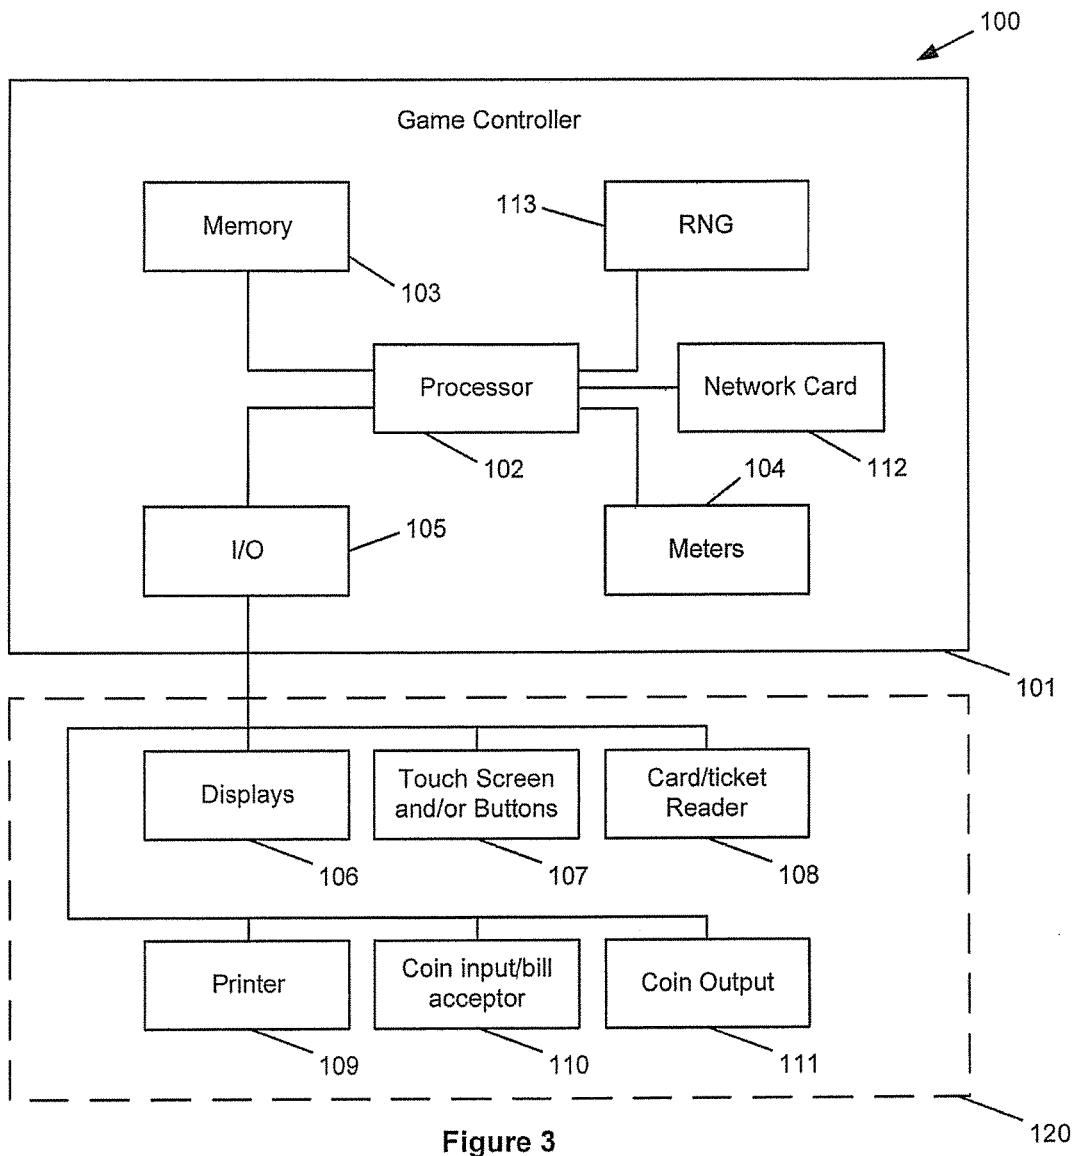 100
Game Controller
Memory
113
RNG
103
Processor
Network Card
102
104
112
I/O
105
Meters
101
Displays
Touch Screen
and/or Buttons
Card/ticket
Reader
106
107
108
Printer
Coin input/bill
acceptor
Coin Output
109
110
111
120
Figure 3